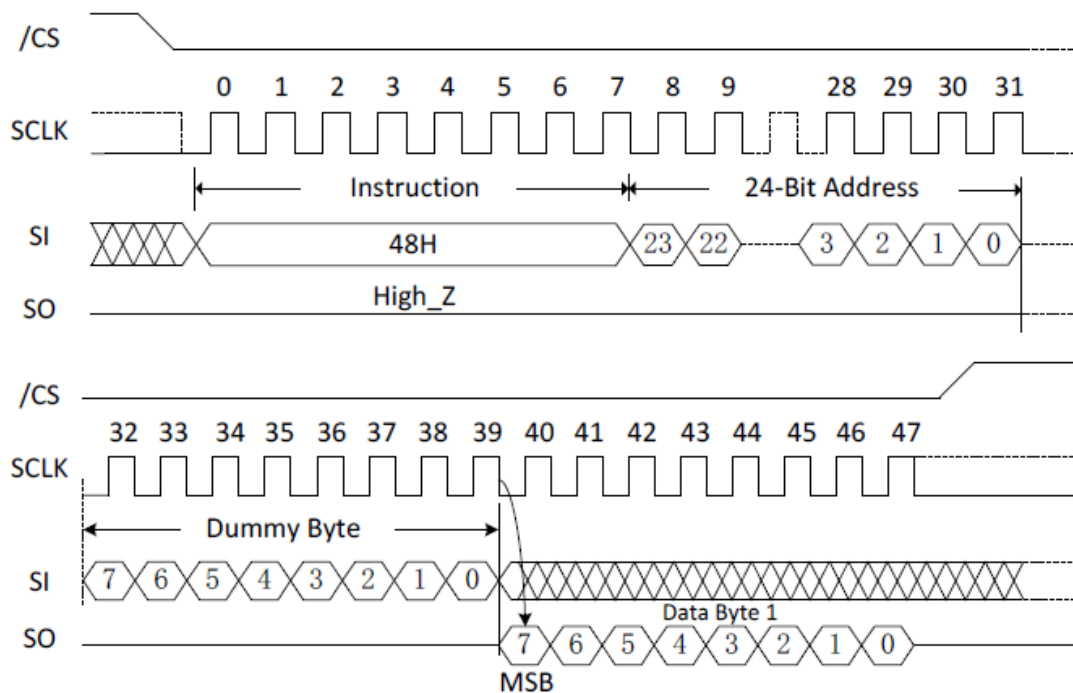 /CS
0 1 2 3 4 5 6 7 8 9 28 29 30 31
SCLK
Instruction 24-Bit Address
SI 48H 23 22 3 2 1 0
High_Z
SO
/CS
32 33 34 35 36 37 38 39 40 41 42 43 44 45 46 47
SCLK
Dummy Byte
SI 7 6 5 4 3 2 1 0
Data Byte 1
SO 7 6 5 4 3 2 1 0
MSB